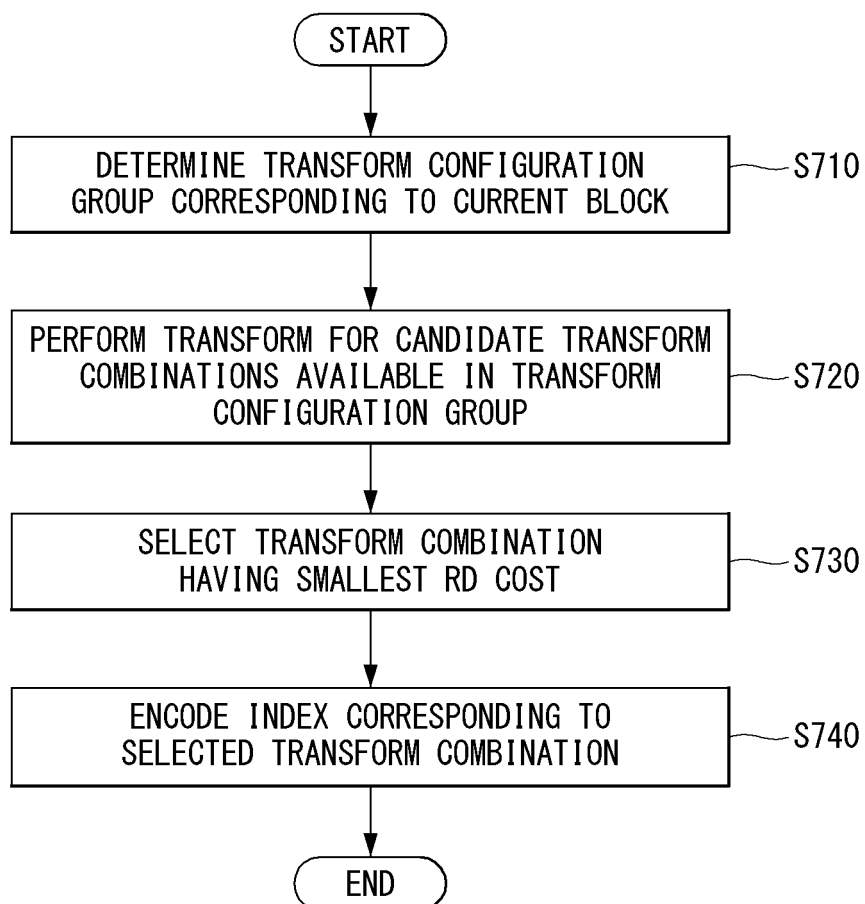 START
DETERMINE TRANSFORM CONFIGURATION
GROUP CORRESPONDING TO CURRENT BLOCK
S710
PERFORM TRANSFORM FOR CANDIDATE TRANSFORM
COMBINATIONS AVAILABLE IN TRANSFORM
CONFIGURATION GROUP
S720
SELECT TRANSFORM COMBINATION
HAVING SMALLEST RD COST
S730
ENCODE INDEX CORRESPONDING TO
SELECTED TRANSFORM COMBINATION
S740
END